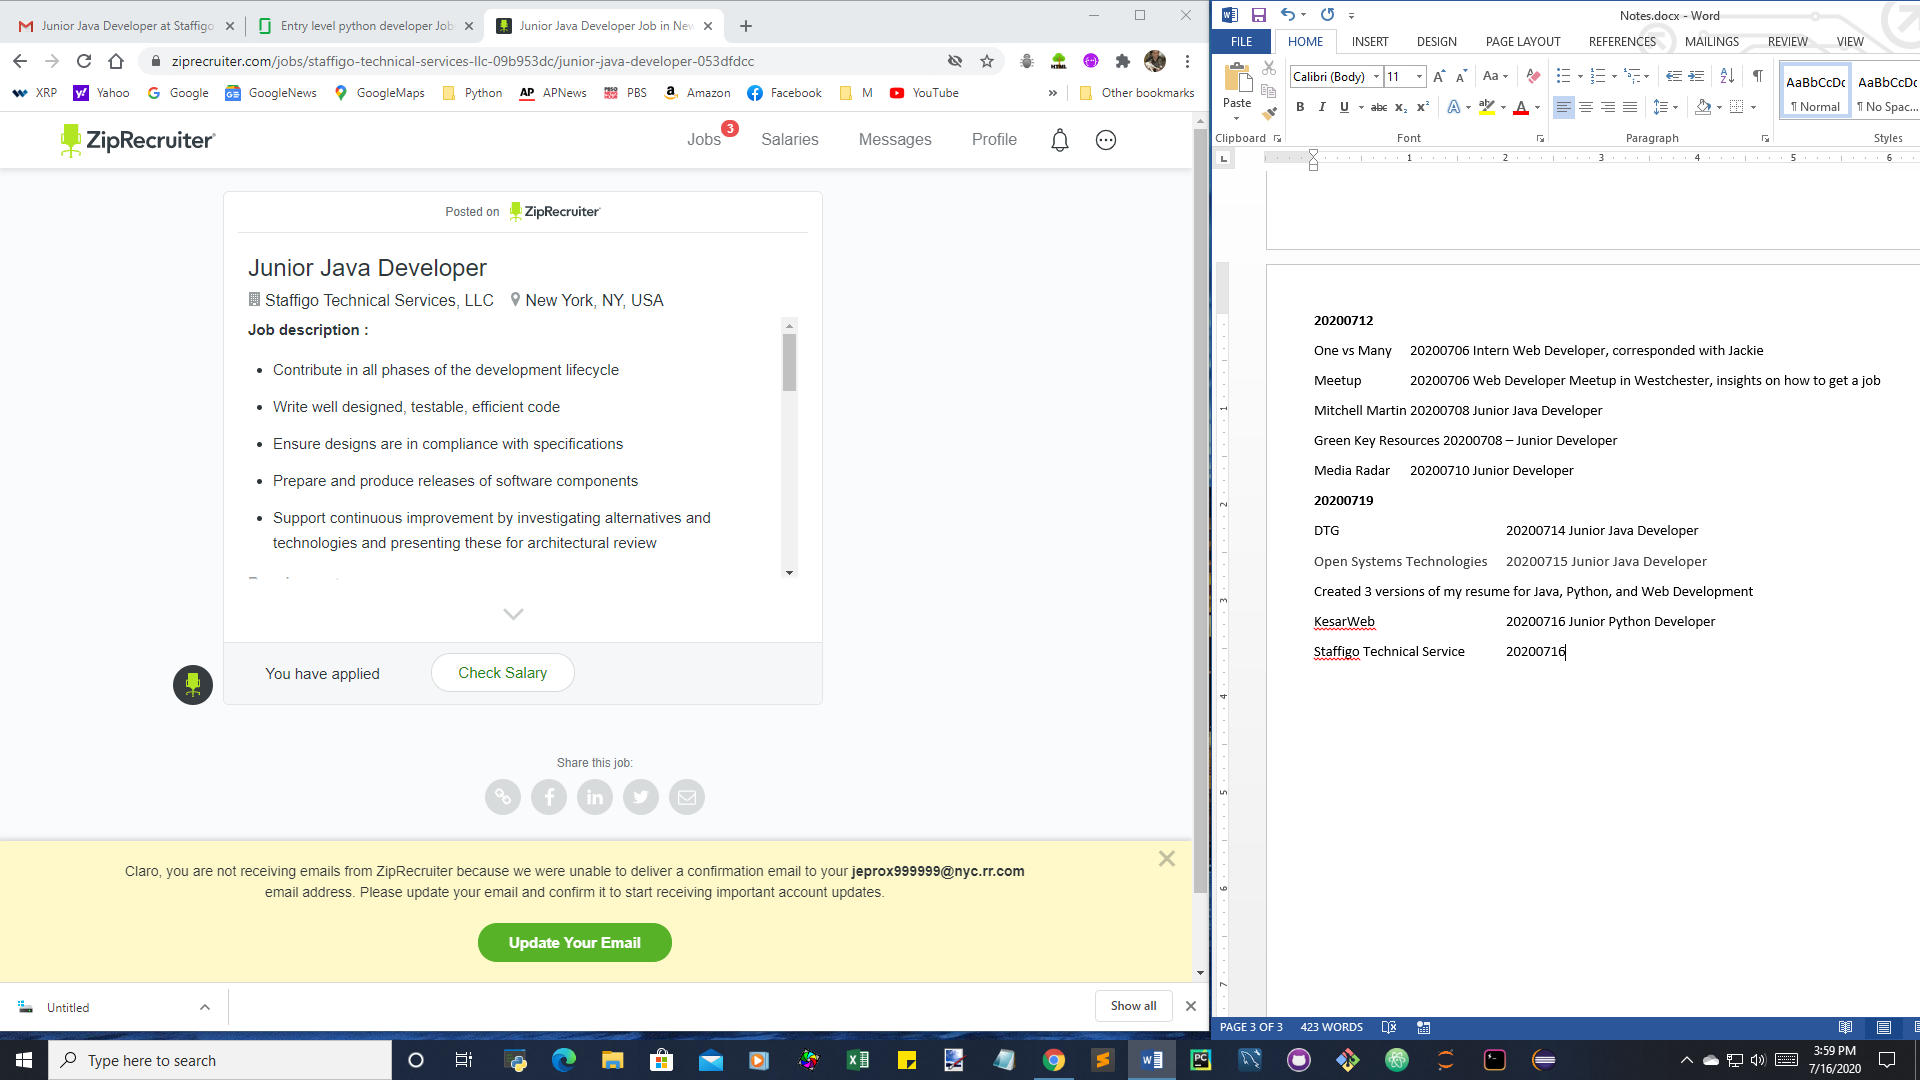 Junior Java Developer at Staffigo
Entry level python developer Job
Junior Java Developer Job in New
ziprecruiter.com/jobs/staffigo-technical-services-llc-09b953dc/junior-java-developer-053dfdcc
XRP Yahoo Google GoogleNews GoogleMaps Python APNews PBS Amazon Facebook M YouTube » Other bookmarks
ZipRecruiter
Jobs 3 Salaries Messages Profile
Posted on ZipRecruiter
Junior Java Developer
Staffigo Technical Services, LLC New York, NY, USA
Job description :
• Contribute in all phases of the development lifecycle
• Write well designed, testable, efficient code
• Ensure designs are in compliance with specifications
• Prepare and produce releases of software components
• Support continuous improvement by investigating alternatives and
technologies and presenting these for architectural review
You have applied Check Salary
Share this job:
Claro, you are not receiving emails from ZipRecruiter because we were unable to deliver a confirmation email to your jeprox999999@nyc.rr.com
email address. Please update your email and confirm it to start receiving important account updates.
Update Your Email
Untitled
Show all
Notes.docx - Word
FILE HOME INSERT DESIGN PAGE LAYOUT REFERENCES MAILINGS REVIEW VIEW
Paste
Calibri (Body) 11
AaBbCcDc AaBbCcDc
¶ Normal ¶ No Spac...
Clipboard Font Paragraph Styles
1 2 3 4 5 6
20200712
One vs Many 20200706 Intern Web Developer, corresponded with Jackie
Meetup 20200706 Web Developer Meetup in Westchester, insights on how to get a job
Mitchell Martin 20200708 Junior Java Developer
Green Key Resources 20200708 – Junior Developer
Media Radar 20200710 Junior Developer
20200719
DTG 20200714 Junior Java Developer
Open Systems Technologies 20200715 Junior Java Developer
Created 3 versions of my resume for Java, Python, and Web Development
KesarWeb 20200716 Junior Python Developer
Staffigo Technical Service 20200716
PAGE 3 OF 3 423 WORDS
Type here to search
3:59 PM
7/16/2020